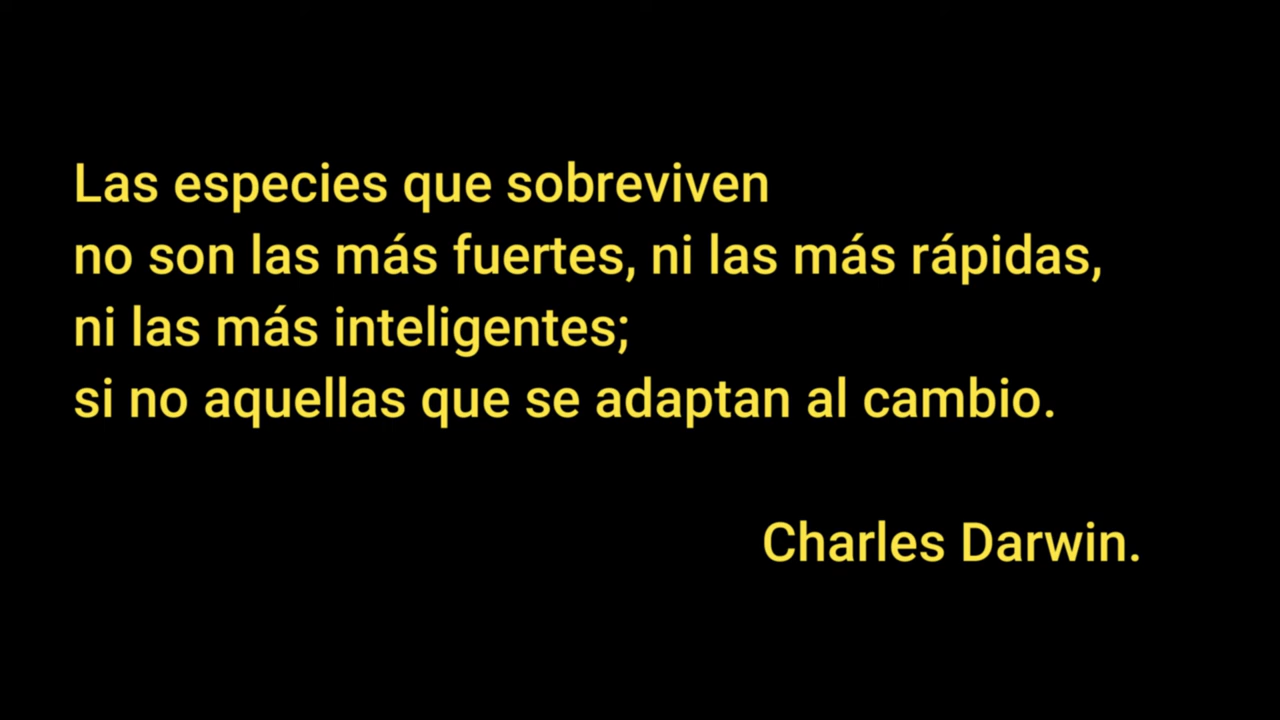 Las especies que sobreviven
no son las más fuertes, ni las más rápidas,
ni las más inteligentes;
si no aquellas que se adaptan al cambio.
Charles Darwin.